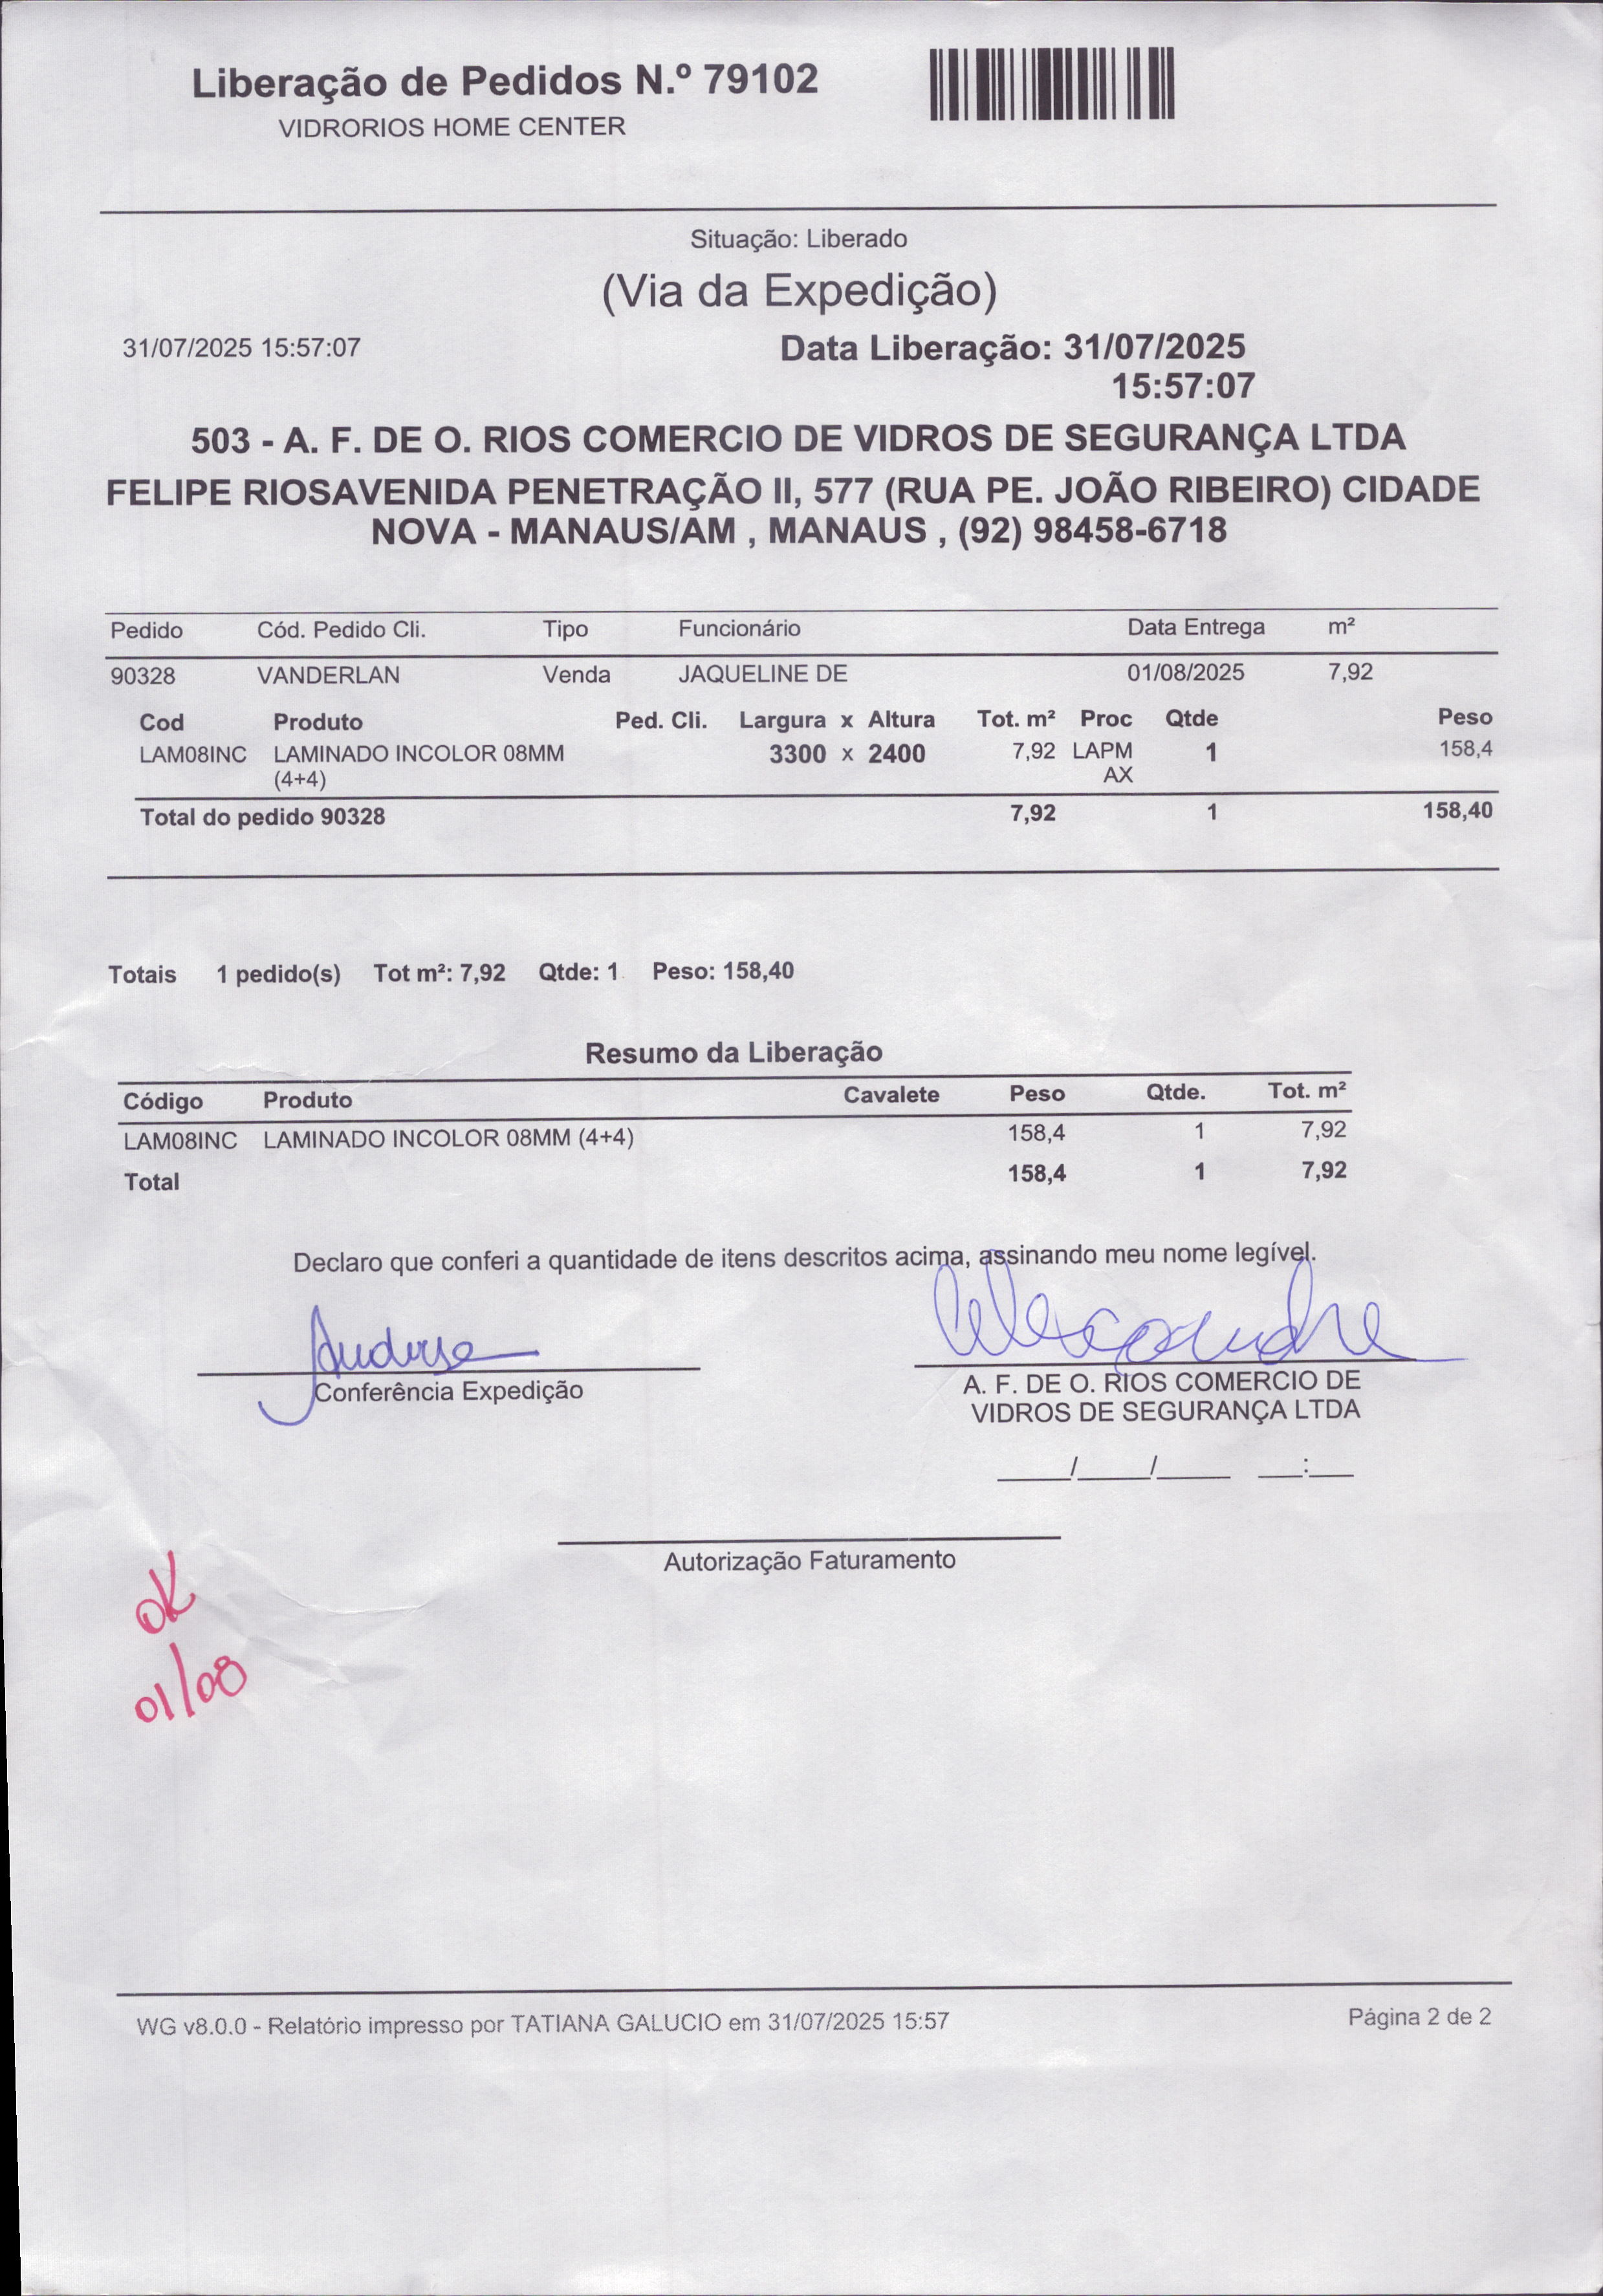 Liberação de Pedidos N.º 79102
VIDRORIOS HOME CENTER
Situação: Liberado
(Via da Expedição)
31/07/2025 15:57:07 Data Liberação: 31/07/2025
15:57:07
503 - A. F. DE O. RIOS COMERCIO DE VIDROS DE SEGURANÇA LTDA
FELIPE RIOSAVENIDA PENETRAÇÃO II, 577 (RUA PE. JOÃO RIBEIRO) CIDADE
NOVA - MANAUS/AM , MANAUS , (92) 98458-6718
Pedido Cód. Pedido Cli. Tipo Funcionário Data Entrega m²
90328 VANDERLAN Venda JAQUELINE DE 01/08/2025 7,92
Cod Produto Ped. Cli. Largura x Altura Tot. m² Proc Qtde Peso
LAM08INC LAMINADO INCOLOR 08MM 3300 x 2400 7,92 LAPM 1 158,4
(4+4) AX
Total do pedido 90328 7,92 1 158,40
Totais 1 pedido(s) Tot m²: 7,92 Qtde: 1 Peso: 158,40
Resumo da Liberação
Código Produto Cavalete Peso Qtde. Tot. m²
LAM08INC LAMINADO INCOLOR 08MM (4+4) 158,4 1 7,92
Total 158,4 1 7,92
Declaro que conferi a quantidade de itens descritos acima, assinando meu nome legível.
Alexandre
Conferência Expedição A. F. DE O. RIOS COMERCIO DE
VIDROS DE SEGURANÇA LTDA
____/____/____ __:__
Autorização Faturamento
OK
01/08
WG v8.0.0 - Relatório impresso por TATIANA GALUCIO em 31/07/2025 15:57 Página 2 de 2